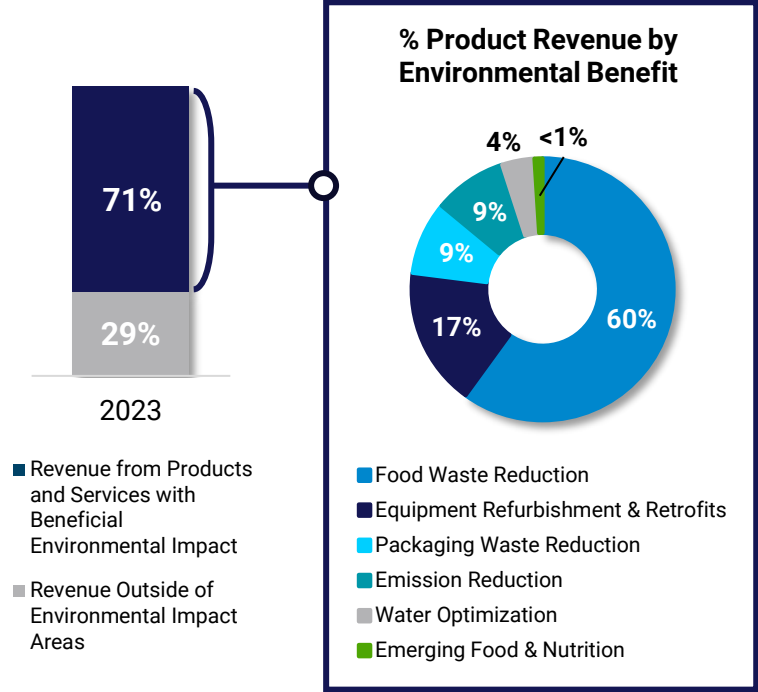 71%
29%
2023
Revenue from Products
and Services with
Beneficial
Environmental Impact
Revenue Outside of
Environmental Impact
Areas
% Product Revenue by
Environmental Benefit
4%
<1%
9%
9%
17%
60%
Food Waste Reduction
Equipment Refurbishment & Retrofits
Packaging Waste Reduction
Emission Reduction
Water Optimization
Emerging Food & Nutrition